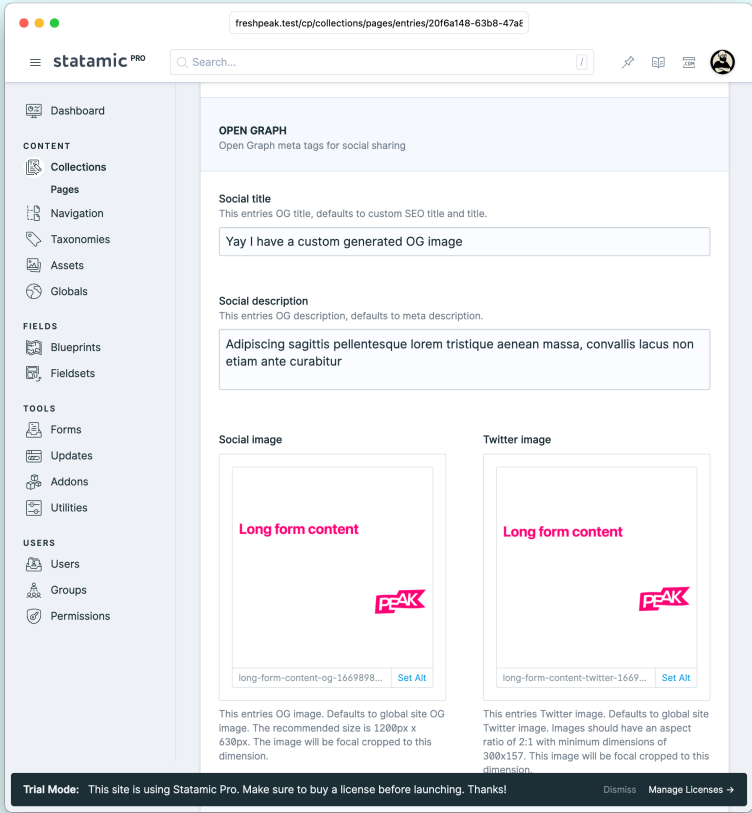 freshpeak.test/cp/collections/pages/entries/20f6a148-63b8-47a8
statamic PRO
Search...
/
.COM
Dashboard
CONTENT
Collections
Pages
Navigation
Taxonomies
Assets
Globals
FIELDS
Blueprints
Fieldsets
TOOLS
Forms
Updates
Addons
Utilities
USERS
Users
Groups
Permissions
OPEN GRAPH
Open Graph meta tags for social sharing
Social title
This entries OG title, defaults to custom SEO title and title.
Yay I have a custom generated OG image
Social description
This entries OG description, defaults to meta description.
Adipiscing sagittis pellentesque lorem tristique aenean massa, convallis lacus non
etiam ante curabitur
Social image
Long form content
PEAK
long-form-content-og-1669898... Set Alt
This entries OG image. Defaults to global site OG
image. The recommended size is 1200px x
630px. The image will be focal cropped to this
dimension.
Twitter image
Long form content
PEAK
long-form-content-twitter-1669... Set Alt
This entries Twitter image. Defaults to global site
Twitter image. Images should have an aspect
ratio of 2:1 with minimum dimensions of
300x157. This image will be focal cropped to this
dimension.
Trial Mode: This site is using Statamic Pro. Make sure to buy a license before launching. Thanks! Dismiss Manage Licenses →